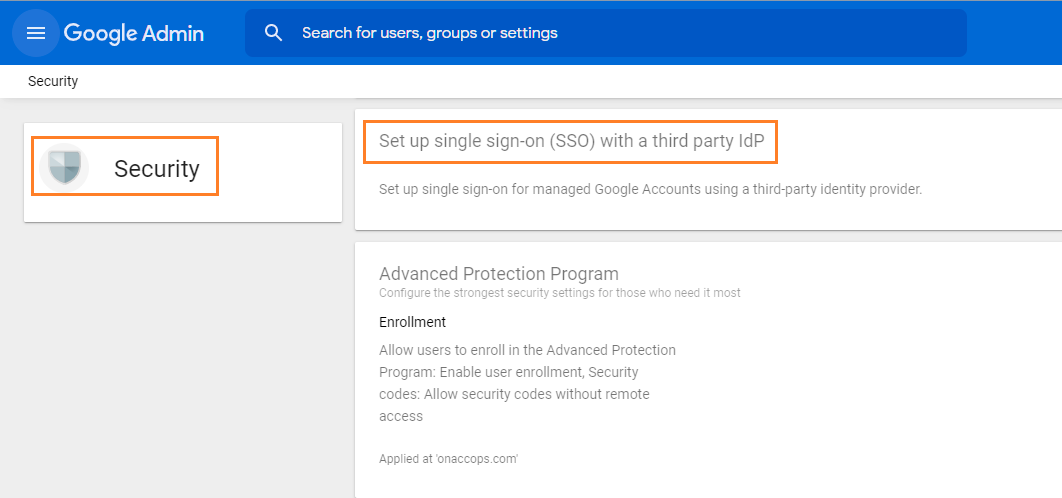 Google Admin
Search for users, groups or settings
Security
Security
Set up single sign-on (SSO) with a third party IdP
Set up single sign-on for managed Google Accounts using a third-party identity provider.
Advanced Protection Program
Configure the strongest security settings for those who need it most
Enrollment
Allow users to enroll in the Advanced Protection
Program: Enable user enrollment, Security
codes: Allow security codes without remote
access
Applied at 'onaccops.com'